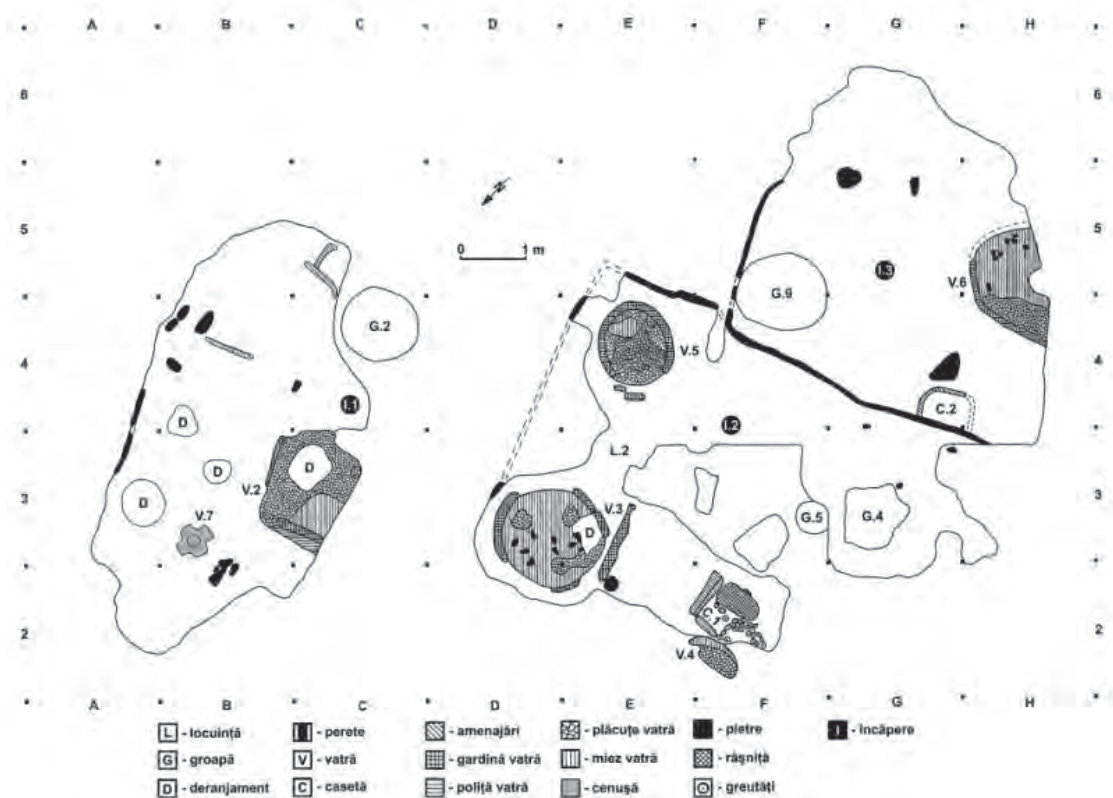 A B C D E F G H
6 6
5 5
0 1 m
I.3
V.6
G.9
G.2
4 V.5 4
I.1
C.2
D
I.2
L.2
D
D
V.2
3 D V.3 3
V.7
D
G.5
G.4
C.1
2 2
V.4
A B C D E F G H
L - locuință
G - groapă
D - deranjament
- perete
V - vatră
C - casetă
- amenajări
- gardină vatră
- poliță vatră
- plăcuțe vatră
- miez vatră
- cenușă
- pietre
- râșniță
- greutăți
I - încăpere